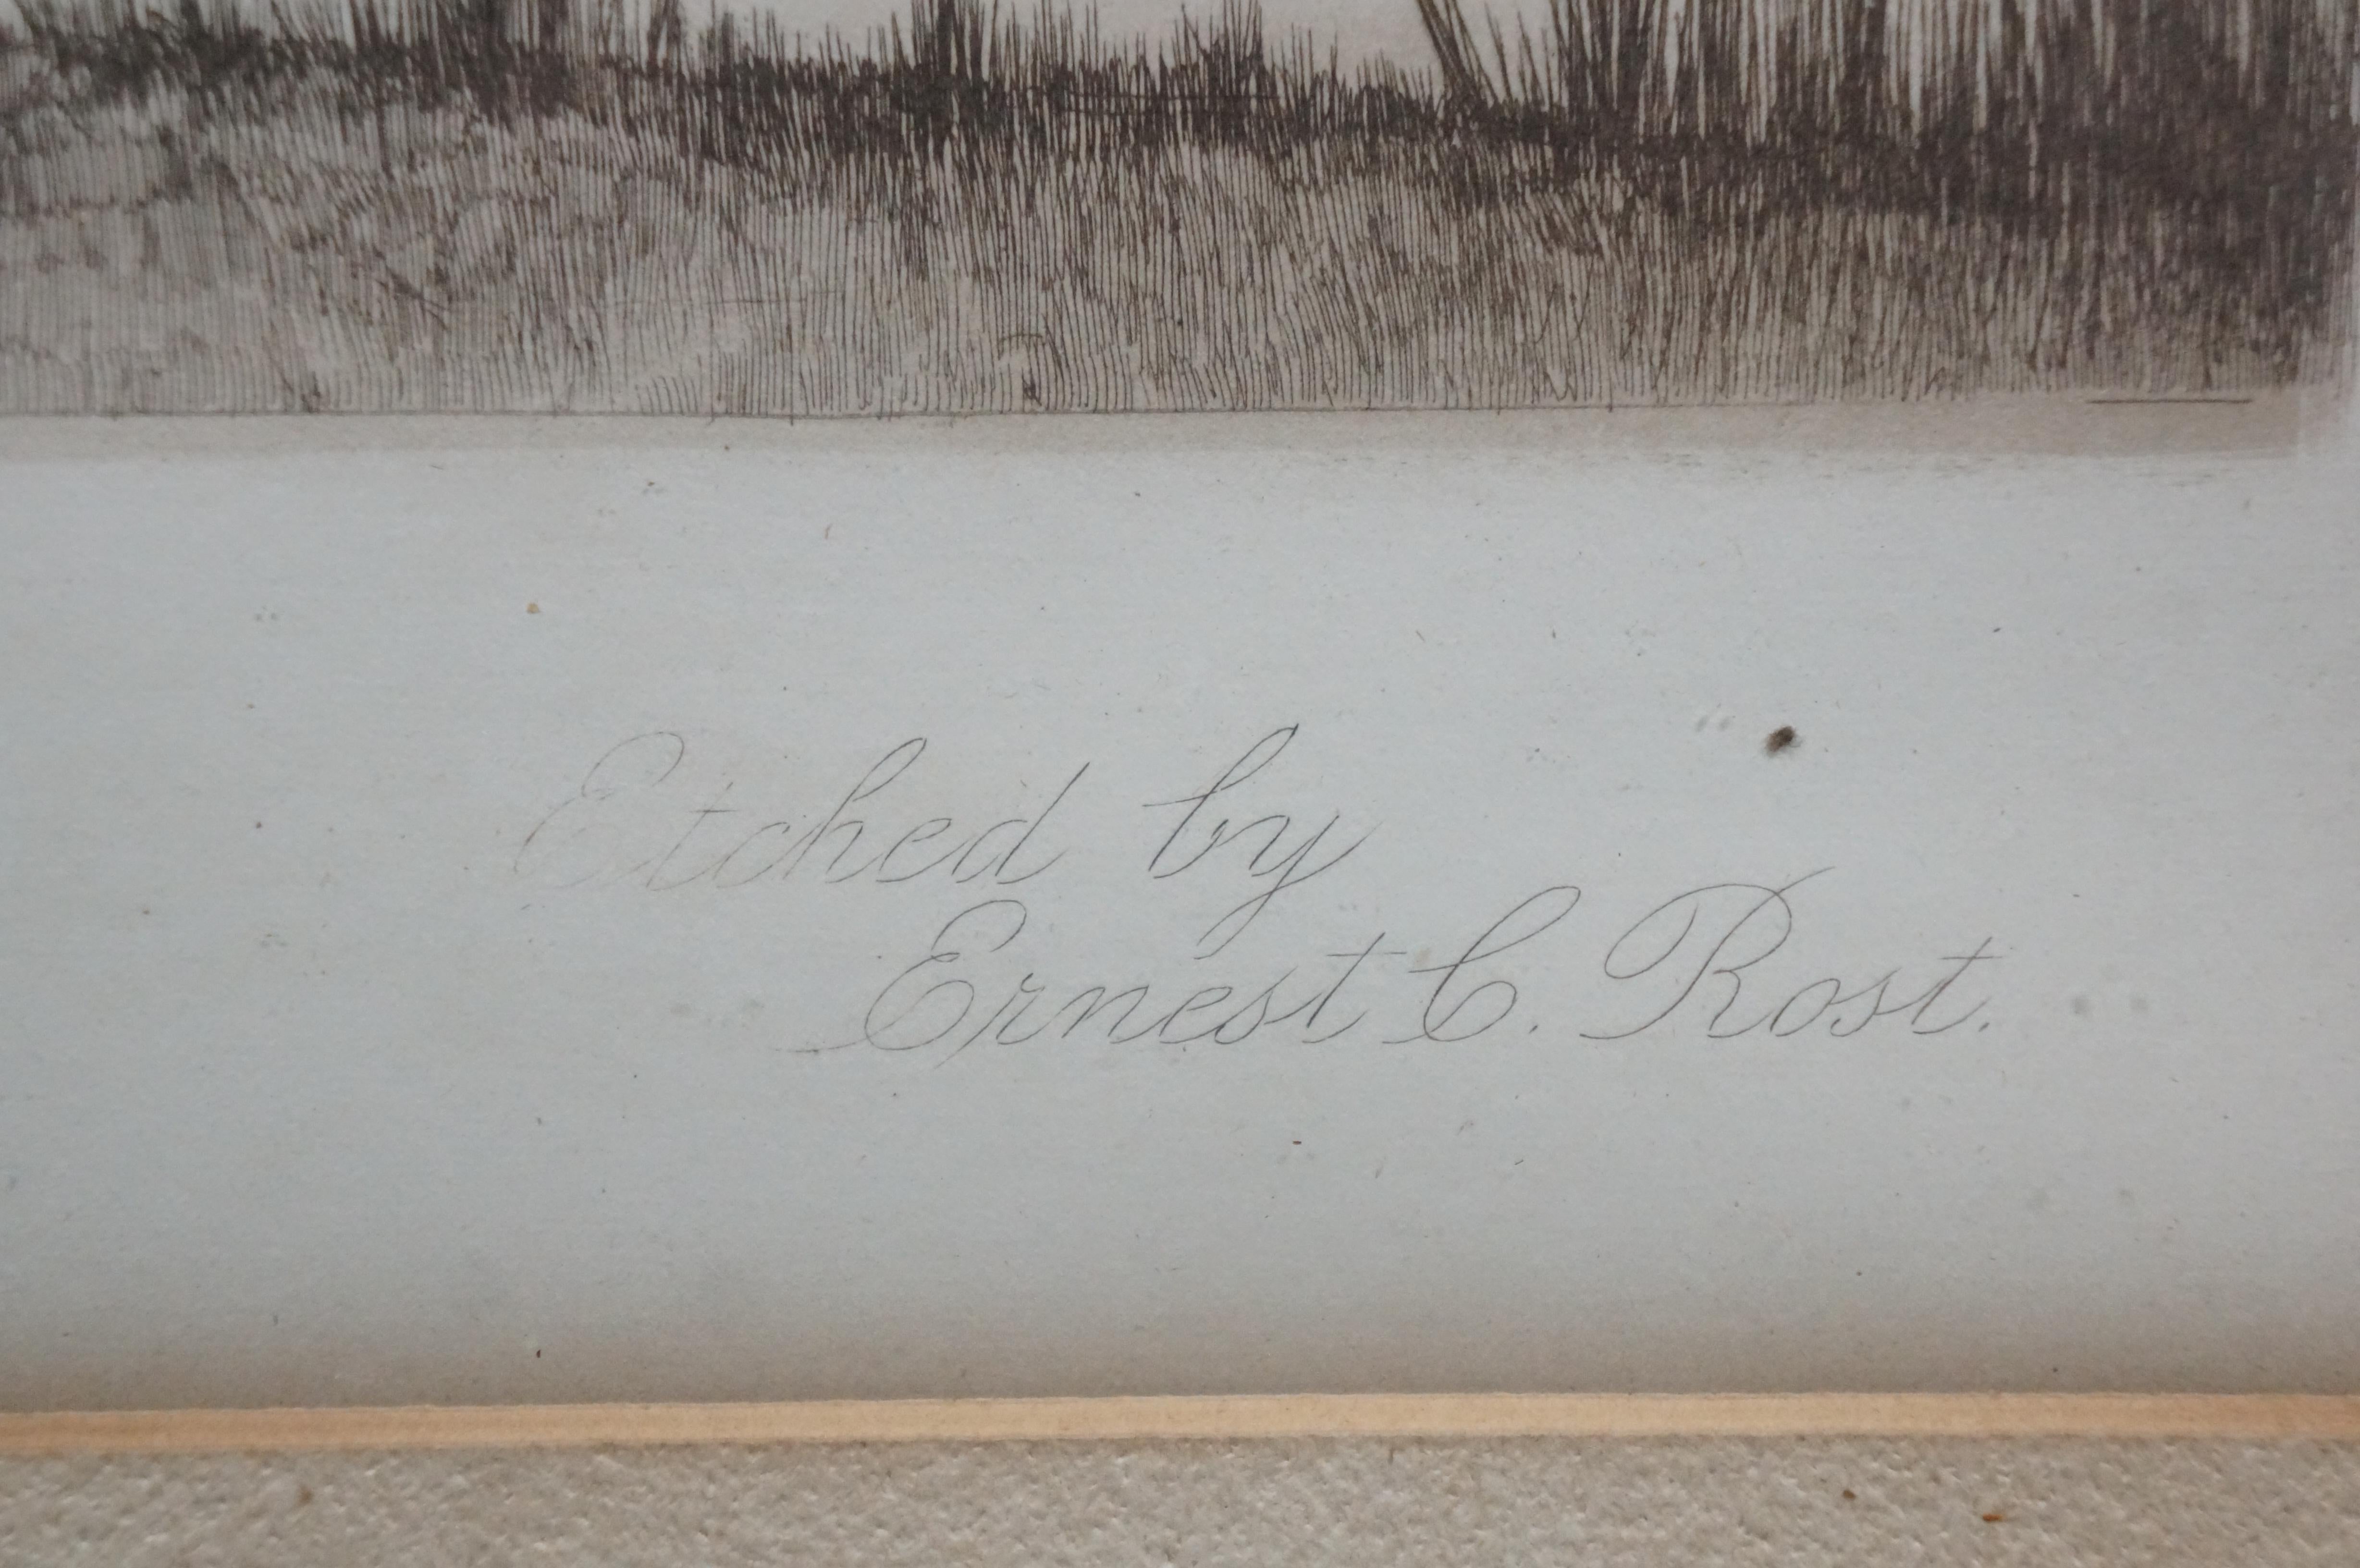 Etched by
Ernest C. Rost.